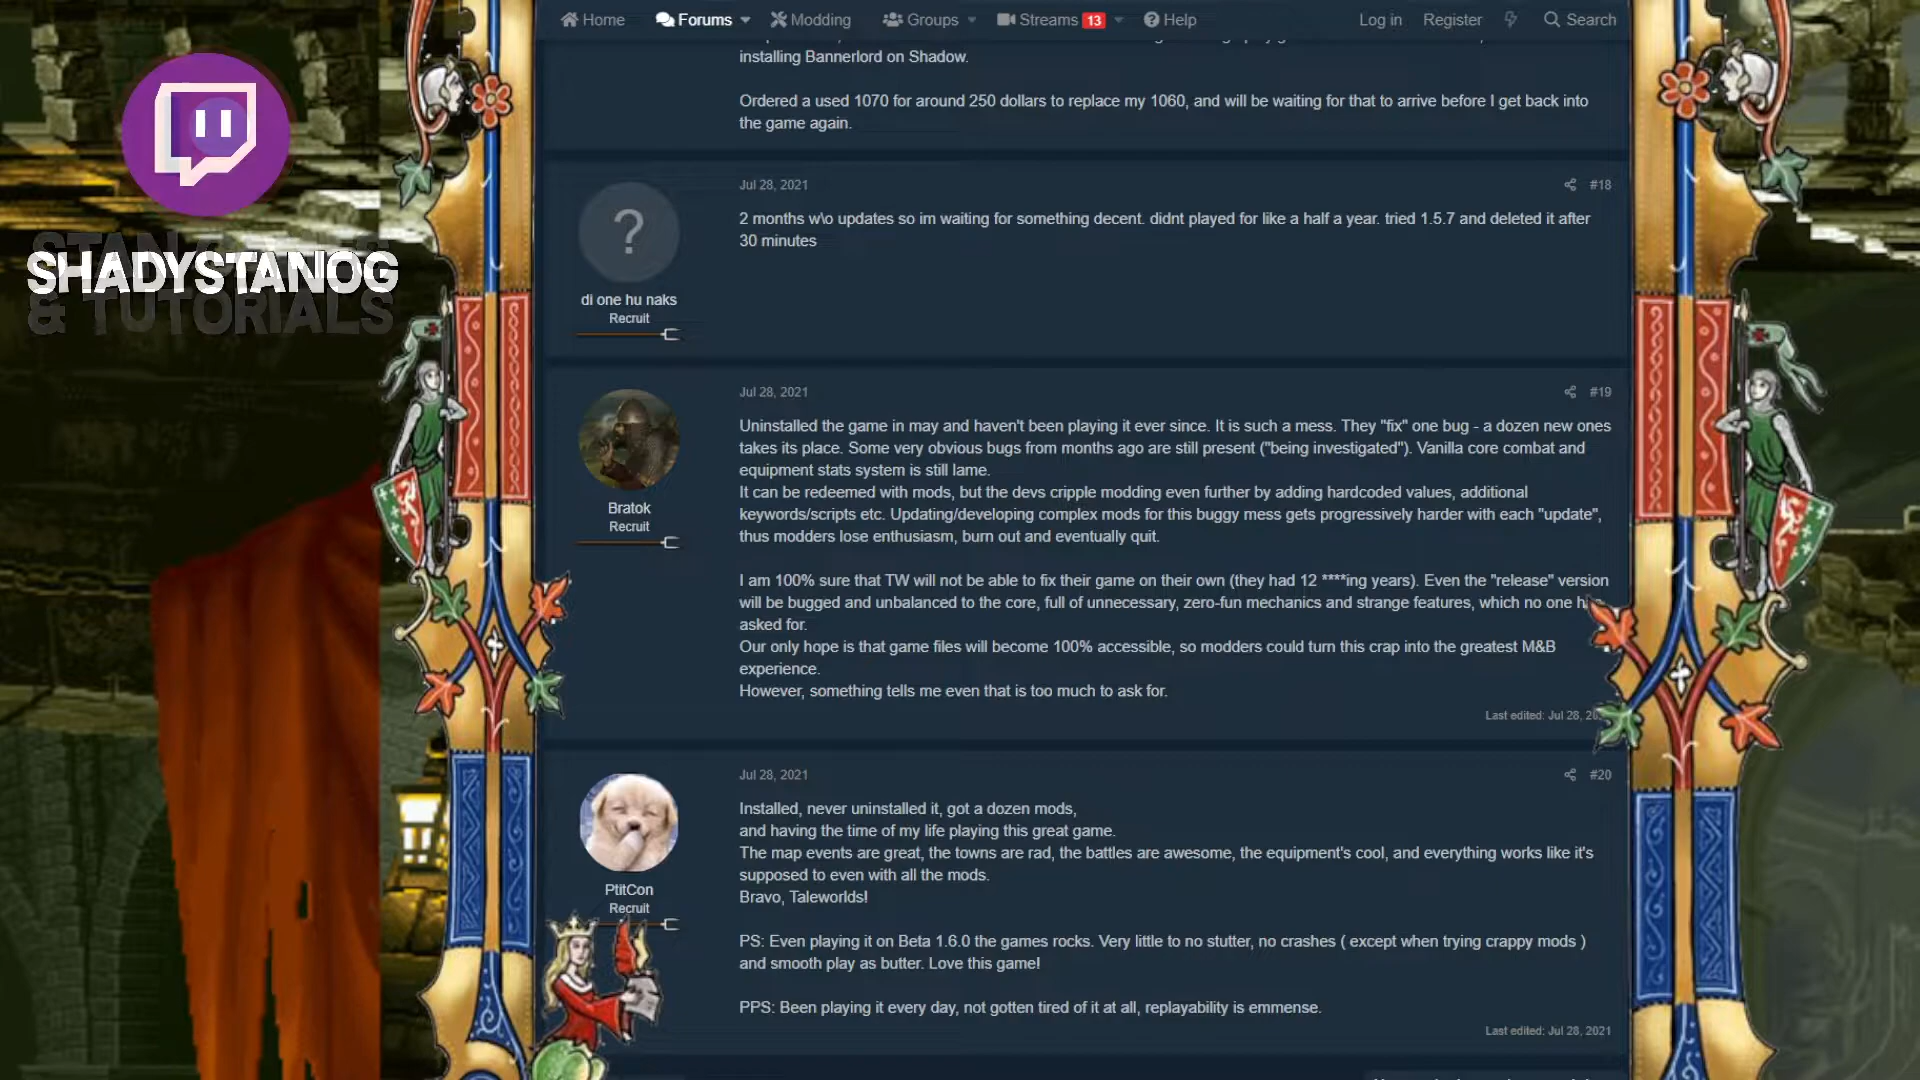 Home Forums Modding Groups Streams 13 Help Log in Register Search
installing Bannerlord on Shadow.
Ordered a used 1070 for around 250 dollars to replace my 1060, and will be waiting for that to arrive before I get back into
the game again.
SHADYSTANOG
& TUTORIALS
Jul 28, 2021 #18
2 months w\o updates so im waiting for something decent. didnt played for like a half a year. tried 1.5.7 and deleted it after
30 minutes
?
di one hu naks
Recruit
Jul 28, 2021 #19
Uninstalled the game in may and haven't been playing it ever since. It is such a mess. They "fix" one bug - a dozen new ones
takes its place. Some very obvious bugs from months ago are still present ("being investigated"). Vanilla core combat and
equipment stats system is still lame.
It can be redeemed with mods, but the devs cripple modding even further by adding hardcoded values, additional
keywords/scripts etc. Updating/developing complex mods for this buggy mess gets progressively harder with each "update",
thus modders lose enthusiasm, burn out and eventually quit.
Bratok
Recruit
I am 100% sure that TW will not be able to fix their game on their own (they had 12 ****ing years). Even the "release" version
will be bugged and unbalanced to the core, full of unnecessary, zero-fun mechanics and strange features, which no one
asked for.
Our only hope is that game files will become 100% accessible, so modders could turn this crap into the greatest M&B
experience.
However, something tells me even that is too much to ask for.
Last edited: Jul 28,
Jul 28, 2021 #20
Installed, never uninstalled it, got a dozen mods,
and having the time of my life playing this great game.
The map events are great, the towns are rad, the battles are awesome, the equipment's cool, and everything works like it's
supposed to even with all the mods.
Bravo, Taleworlds!
PtitCon
Recruit
PS: Even playing it on Beta 1.6.0 the games rocks. Very little to no stutter, no crashes ( except when trying crappy mods )
and smooth play as butter. Love this game!
PPS: Been playing it every day, not gotten tired of it at all, replayability is emmense.
Last edited: Jul 28, 2021